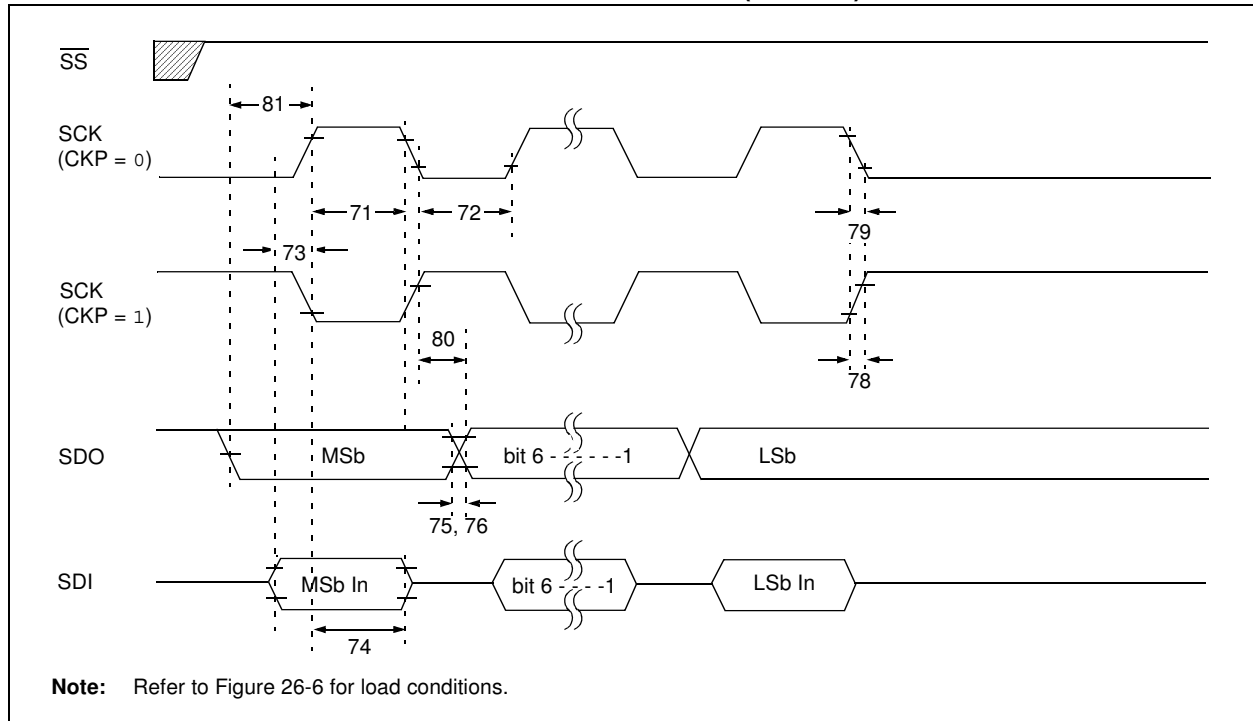 SS
81
SCK
(CKP = 0)
71
72
79
73
SCK
(CKP = 1)
80
78
SDO
MSb
bit 6 - - - - - - -1
LSb
75, 76
SDI
MSb In
bit 6 - - - - -1
LSb In
74
Note: Refer to Figure 26-6 for load conditions.